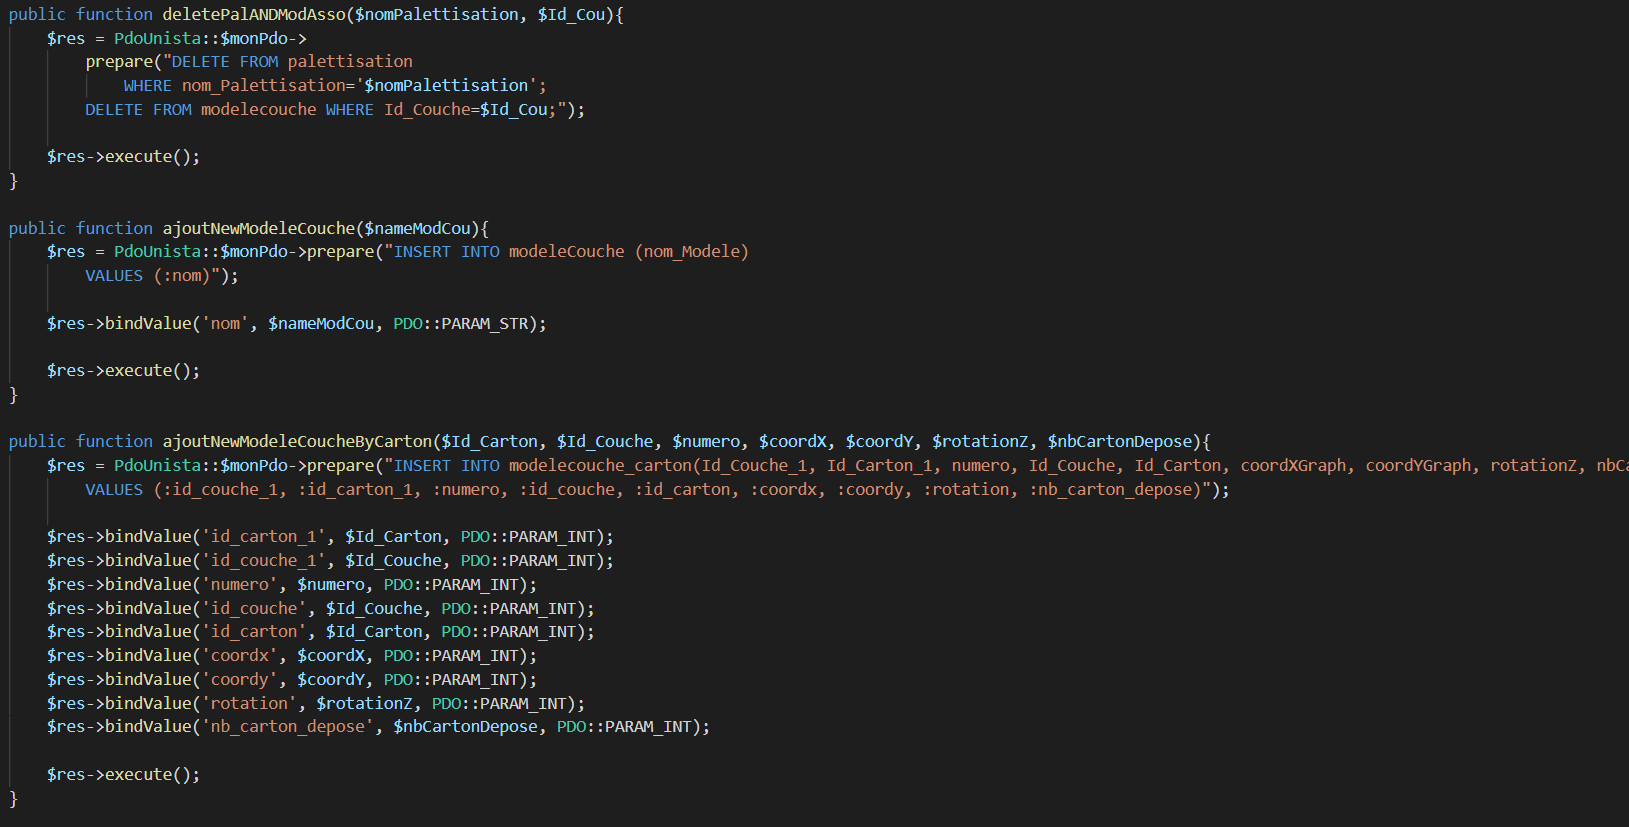 public function deletePalANDModAsso($nomPalettisation, $Id_Cou){
    $res = PdoUnista::$monPdo->
        prepare("DELETE FROM palettisation
            WHERE nom_Palettisation='$nomPalettisation';
        DELETE FROM modelecouche WHERE Id_Couche=$Id_Cou;");

    $res->execute();
}

public function ajoutNewModeleCouche($nameModCou){
    $res = PdoUnista::$monPdo->prepare("INSERT INTO modeleCouche (nom_Modele)
        VALUES (:nom)");

    $res->bindValue('nom', $nameModCou, PDO::PARAM_STR);

    $res->execute();
}

public function ajoutNewModeleCoucheByCarton($Id_Carton, $Id_Couche, $numero, $coordX, $coordY, $rotationZ, $nbCartonDepose){
    $res = PdoUnista::$monPdo->prepare("INSERT INTO modelecouche_carton(Id_Couche_1, Id_Carton_1, numero, Id_Couche, Id_Carton, coordXGraph, coordYGraph, rotationZ,
        VALUES (:id_couche_1, :id_carton_1, :numero, :id_couche, :id_carton, :coordx, :coordy, :rotation, :nb_carton_depose)");

    $res->bindValue('id_carton_1', $Id_Carton, PDO::PARAM_INT);
    $res->bindValue('id_couche_1', $Id_Couche, PDO::PARAM_INT);
    $res->bindValue('numero', $numero, PDO::PARAM_INT);
    $res->bindValue('id_couche', $Id_Couche, PDO::PARAM_INT);
    $res->bindValue('id_carton', $Id_Carton, PDO::PARAM_INT);
    $res->bindValue('coordx', $coordX, PDO::PARAM_INT);
    $res->bindValue('coordy', $coordY, PDO::PARAM_INT);
    $res->bindValue('rotation', $rotationZ, PDO::PARAM_INT);
    $res->bindValue('nb_carton_depose', $nbCartonDepose, PDO::PARAM_INT);

    $res->execute();
}